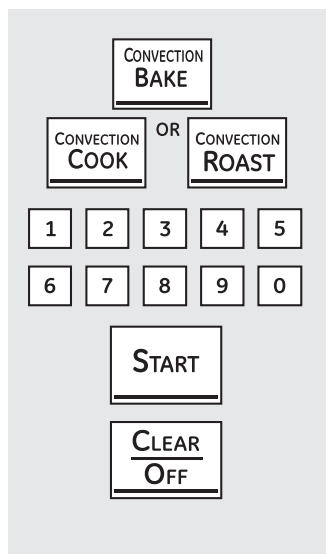 CONVECTION
BAKE
OR
CONVECTION
COOK
CONVECTION
ROAST
1 2 3 4 5
6 7 8 9 0
START
CLEAR
OFF